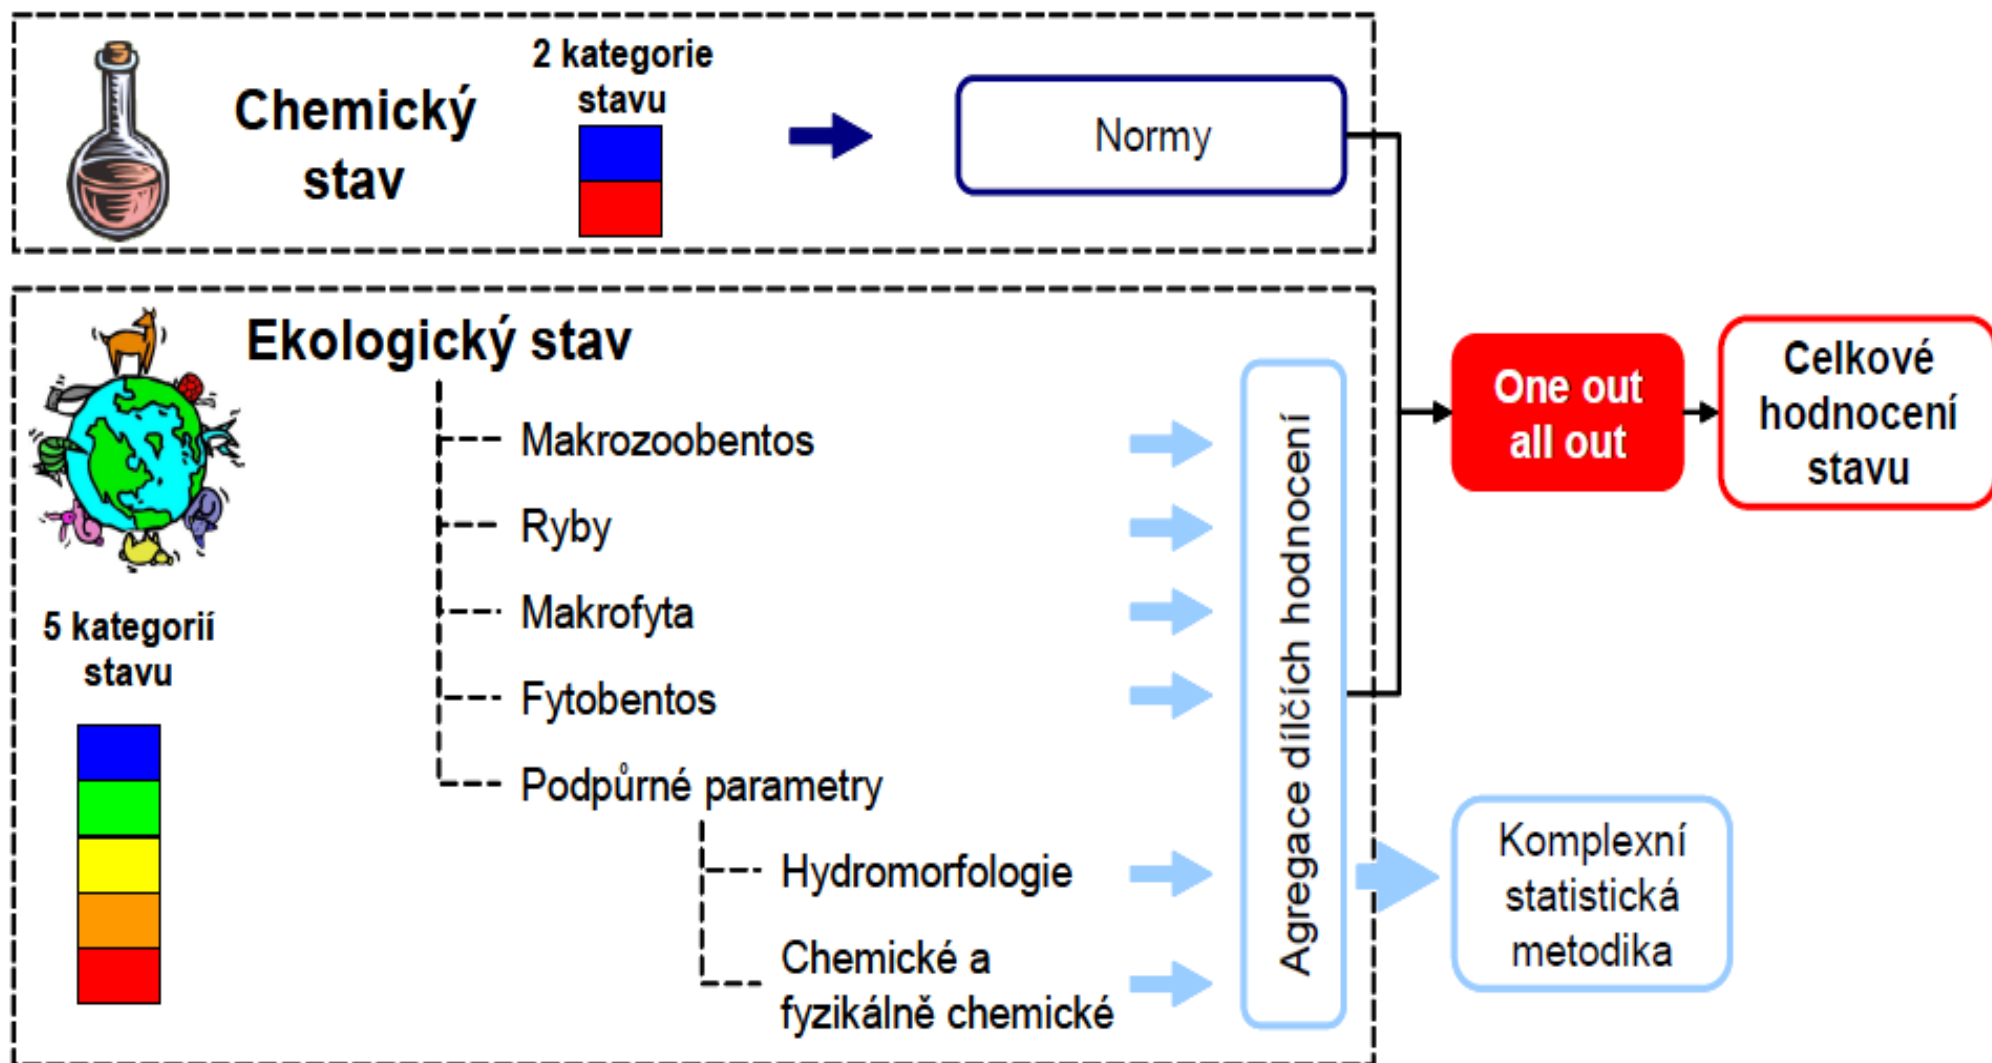 2 kategorie
stavu
Chemický
stav
Normy
Ekologický stav
Makrozoobentos
Ryby
Makrofyta
Fytobentos
Podpůrné parametry
Hydromorfologie
Chemické a
fyzikálně chemické
5 kategorií
stavu
Agregace dílčích hodnocení
One out
all out
Celkové
hodnocení
stavu
Komplexní
statistická
metodika